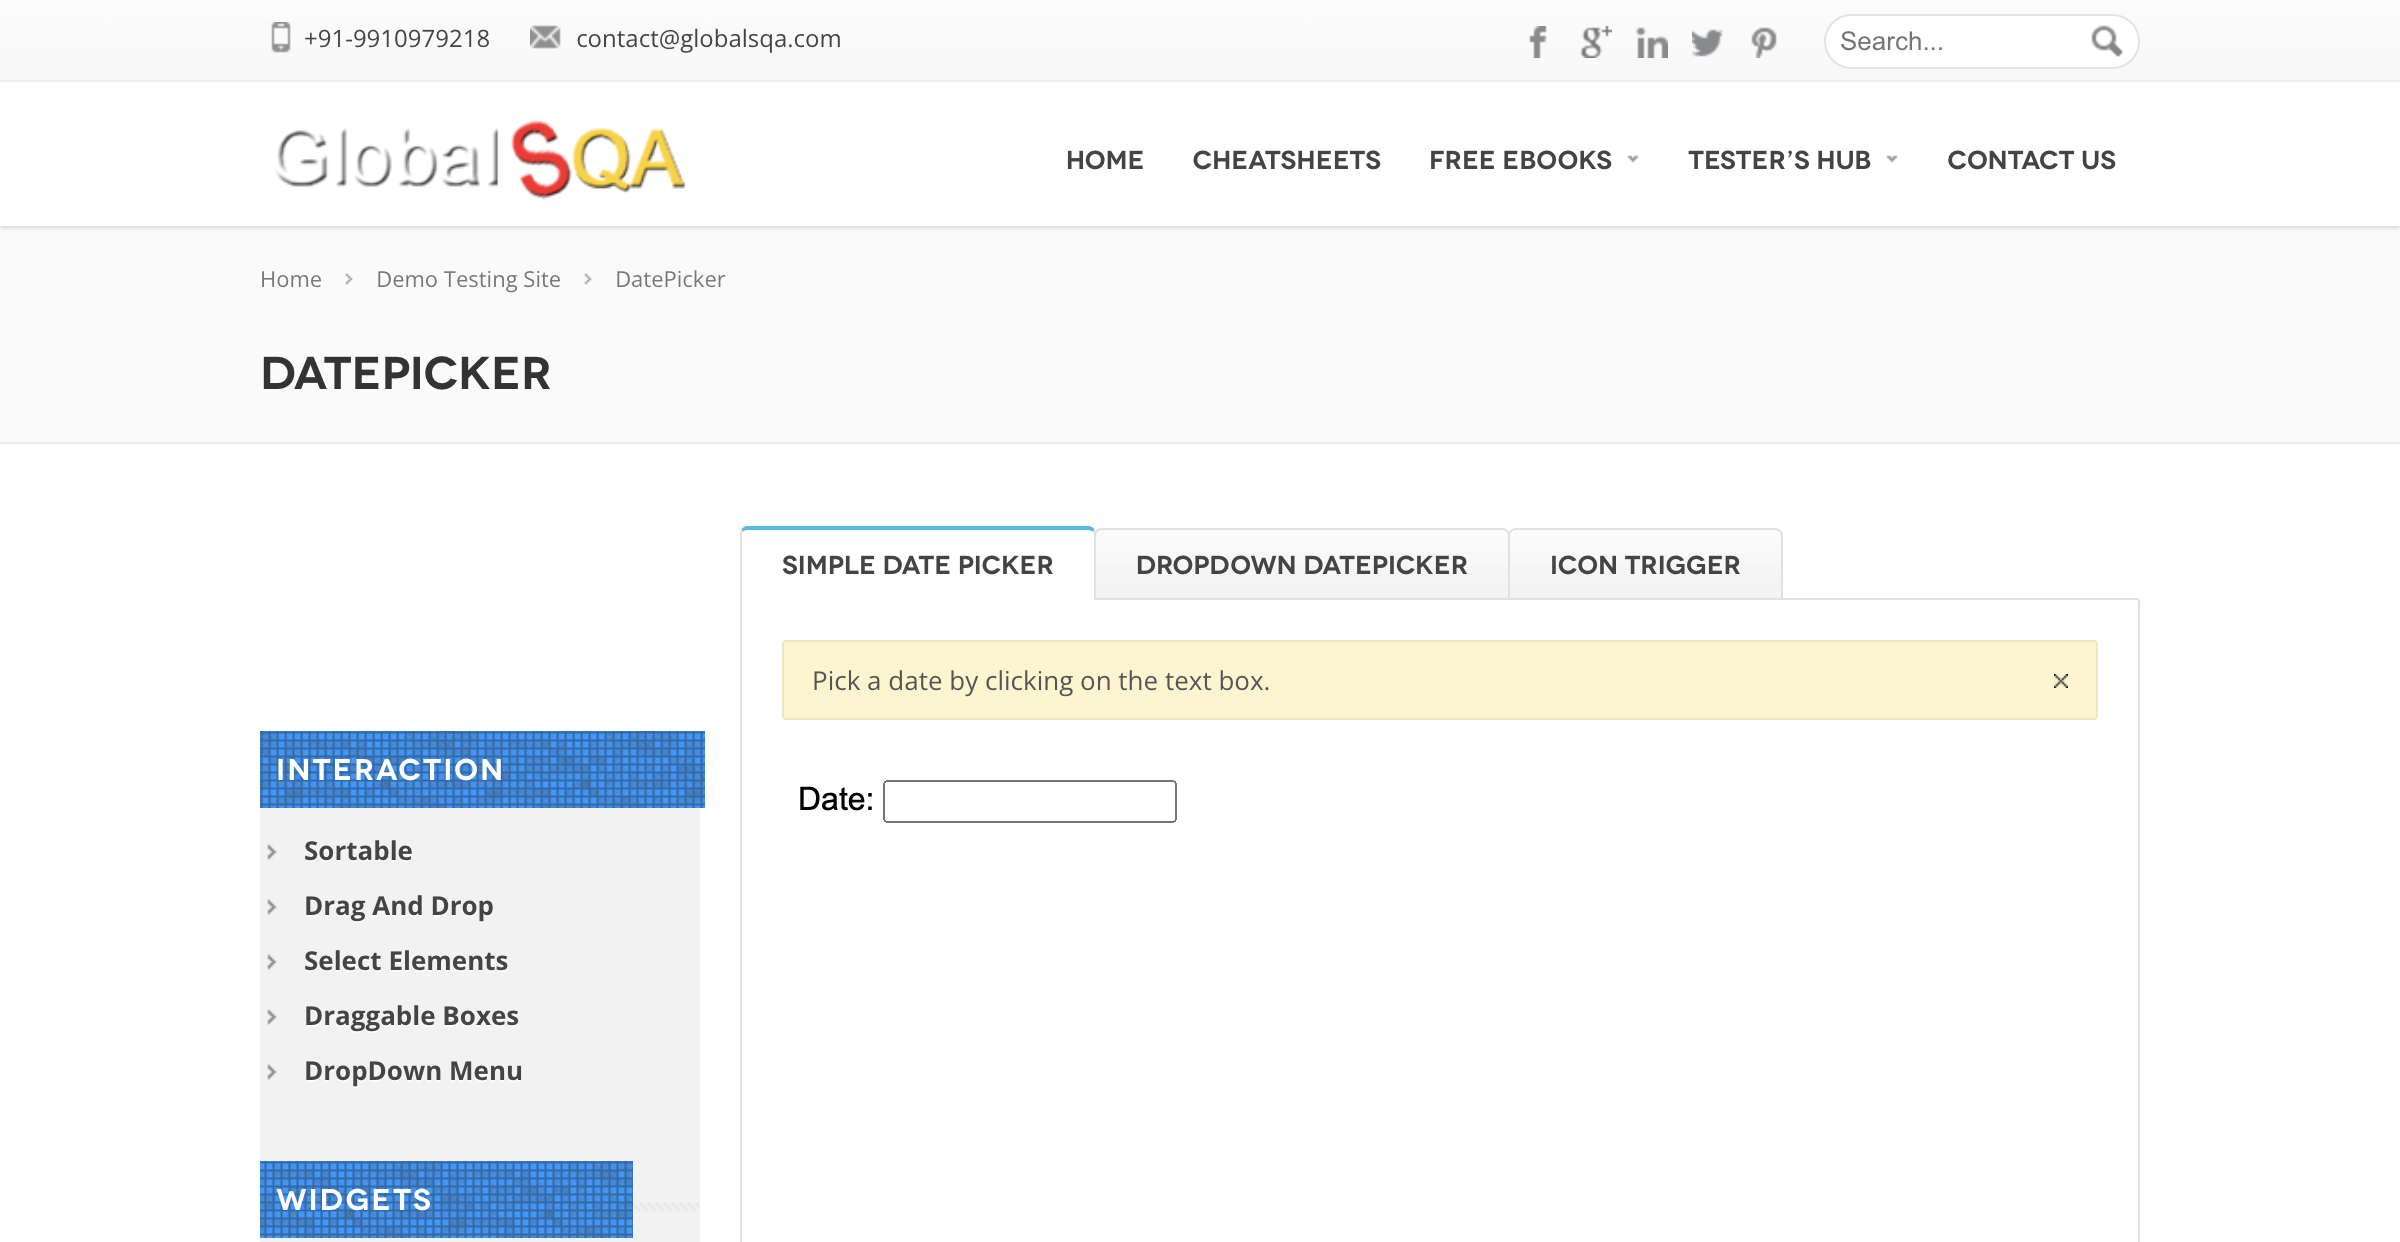 +91-9910979218 contact@globalsqa.com Search...
GlobalSQA
HOME CHEATSHEETS FREE EBOOKS TESTER’S HUB CONTACT US
Home > Demo Testing Site > DatePicker
DATEPICKER
SIMPLE DATE PICKER DROPDOWN DATEPICKER ICON TRIGGER
Pick a date by clicking on the text box.
Date:
INTERACTION
Sortable
Drag And Drop
Select Elements
Draggable Boxes
DropDown Menu
WIDGETS